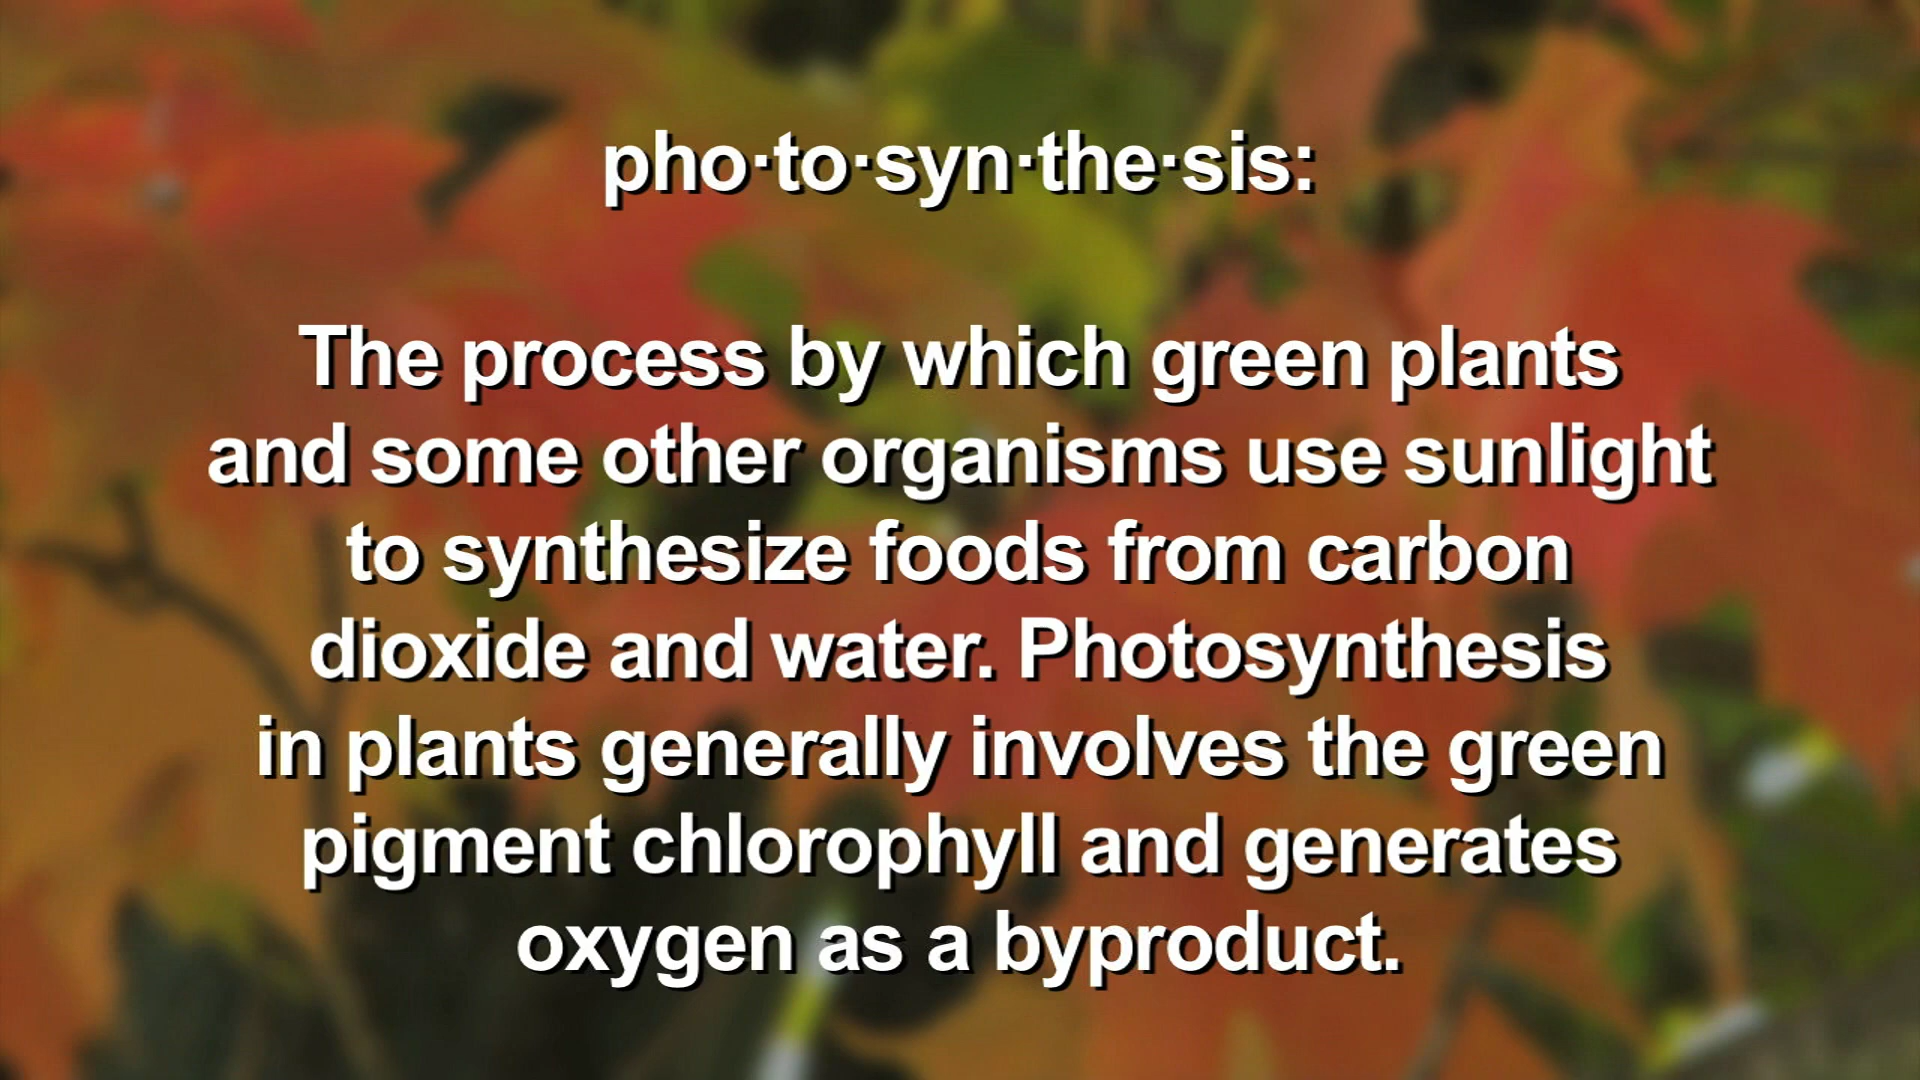 pho·to·syn·the·sis:
The process by which green plants
and some other organisms use sunlight
to synthesize foods from carbon
dioxide and water. Photosynthesis
in plants generally involves the green
pigment chlorophyll and generates
oxygen as a byproduct.